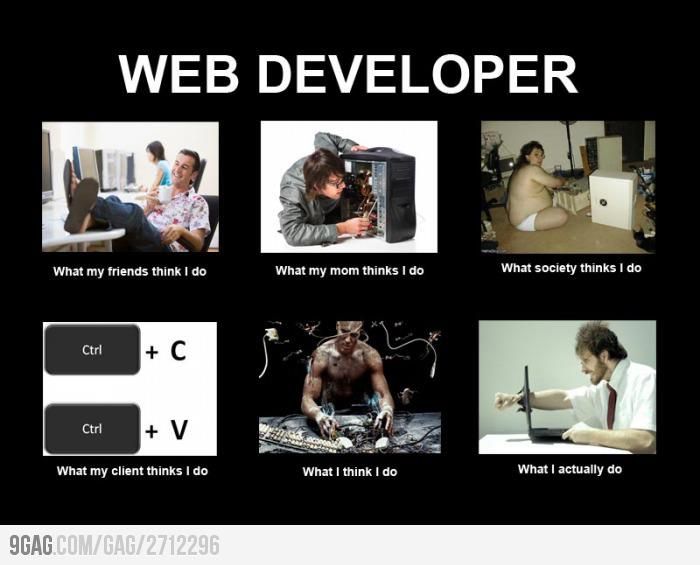 WEB DEVELOPER
What my friends think I do
What my mom thinks I do
What society thinks I do
Ctrl + C
Ctrl + V
What my client thinks I do
What I think I do
What I actually do
9GAG.COM/GAG/2712296